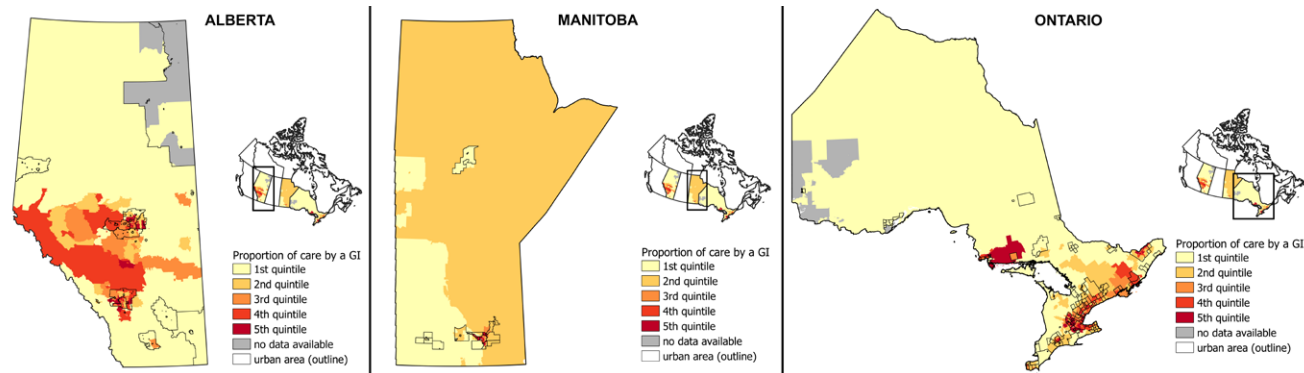 ALBERTA
Proportion of care by a GI
1st quintile
2nd quintile
3rd quintile
4th quintile
5th quintile
no data available
urban area (outline)
MANITOBA
Proportion of care by a GI
1st quintile
2nd quintile
3rd quintile
4th quintile
5th quintile
no data available
urban area (outline)
ONTARIO
Proportion of care by a GI
1st quintile
2nd quintile
3rd quintile
4th quintile
5th quintile
no data available
urban area (outline)